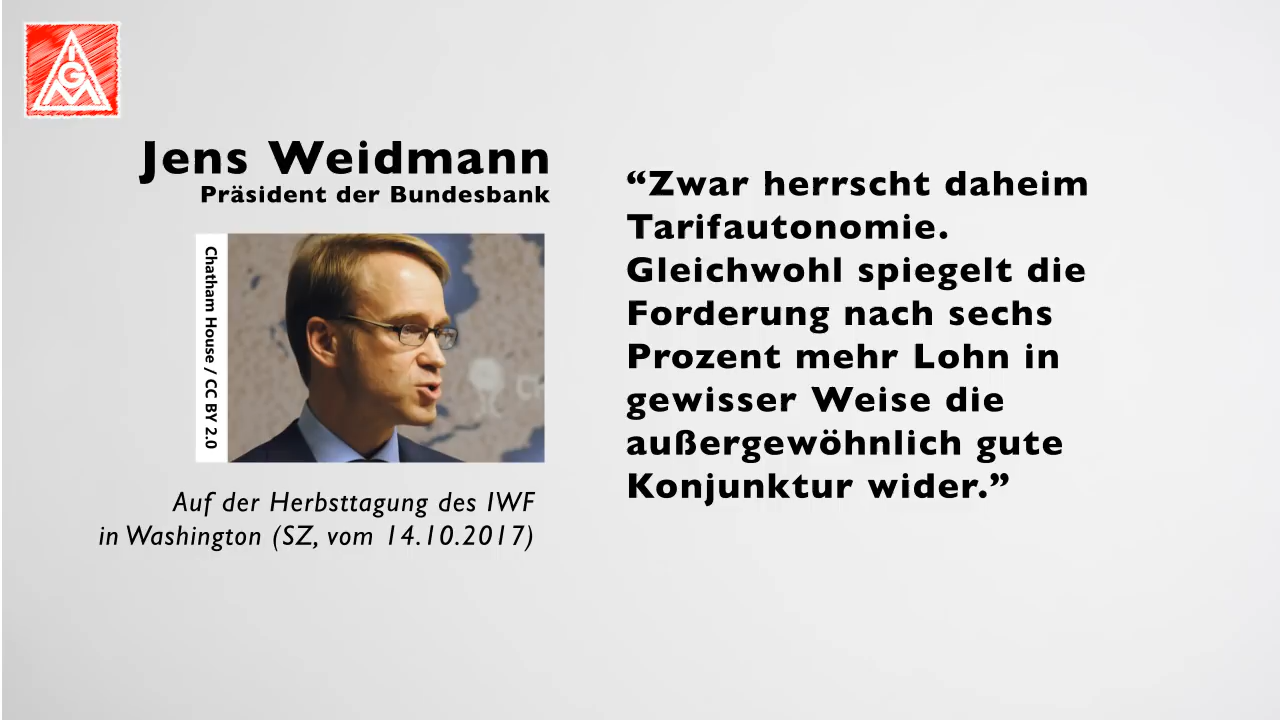 IGM
Jens Weidmann
Präsident der Bundesbank
Chatham House / CC BY 2.0
Auf der Herbsttagung des IWF
in Washington (SZ, vom 14.10.2017)
“Zwar herrscht daheim
Tarifautonomie.
Gleichwohl spiegelt die
Forderung nach sechs
Prozent mehr Lohn in
gewisser Weise die
außergewöhnlich gute
Konjunktur wider.”